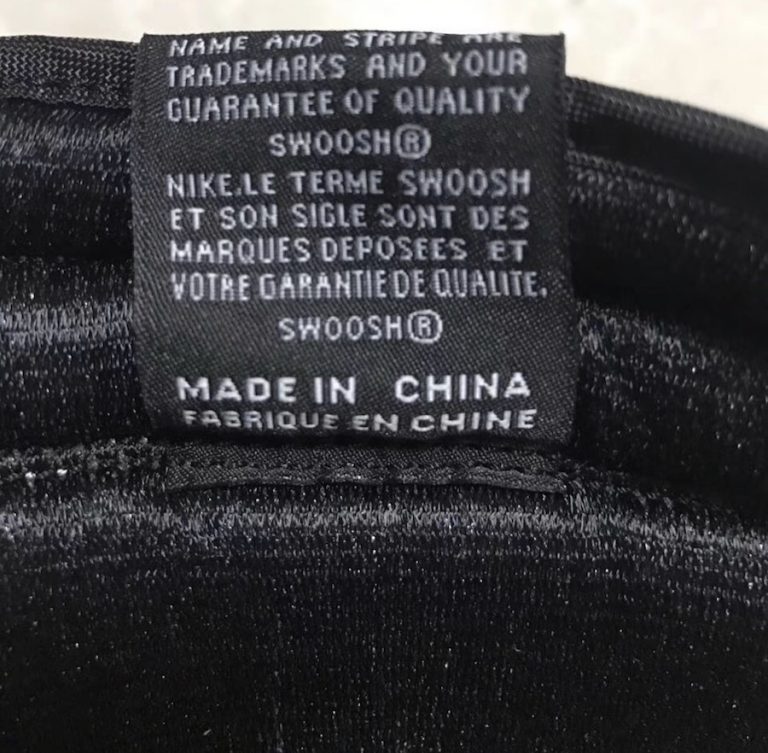 NAME AND STRIPE ARE
TRADEMARKS AND YOUR
GUARANTEE OF QUALITY
SWOOSH®
NIKE.LE TERME SWOOSH
ET SON SIGLE SONT DES
MARQUES DEPOSEES ET
VOTRE GARANTIE DE QUALITE.
SWOOSH®
MADE IN CHINA
FABRIQUE EN CHINE